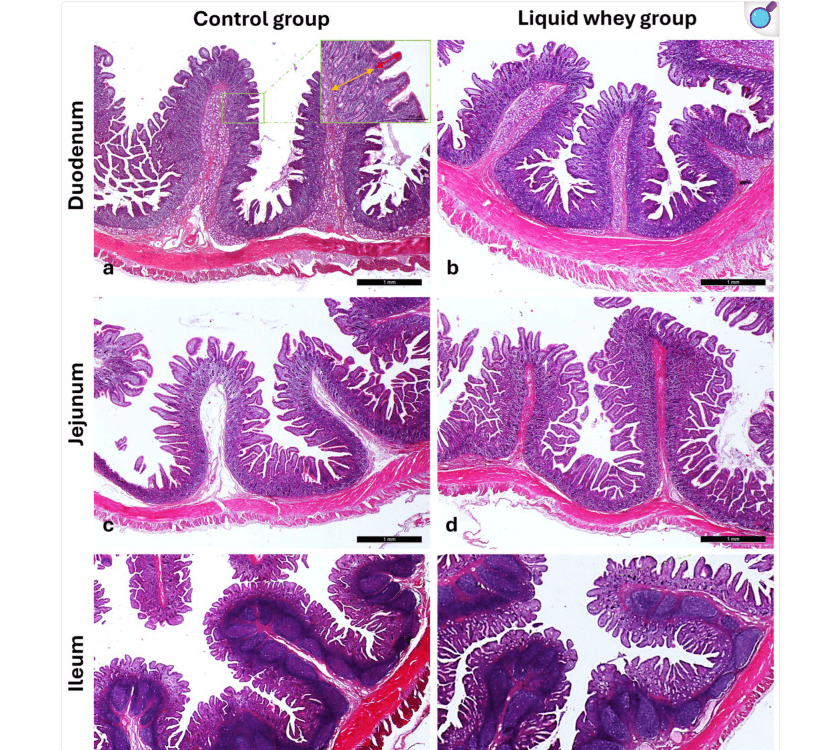 Control group
Liquid whey group
Duodenum
a
1 mm
b
1 mm
Jejunum
c
1 mm
d
1 mm
Ileum